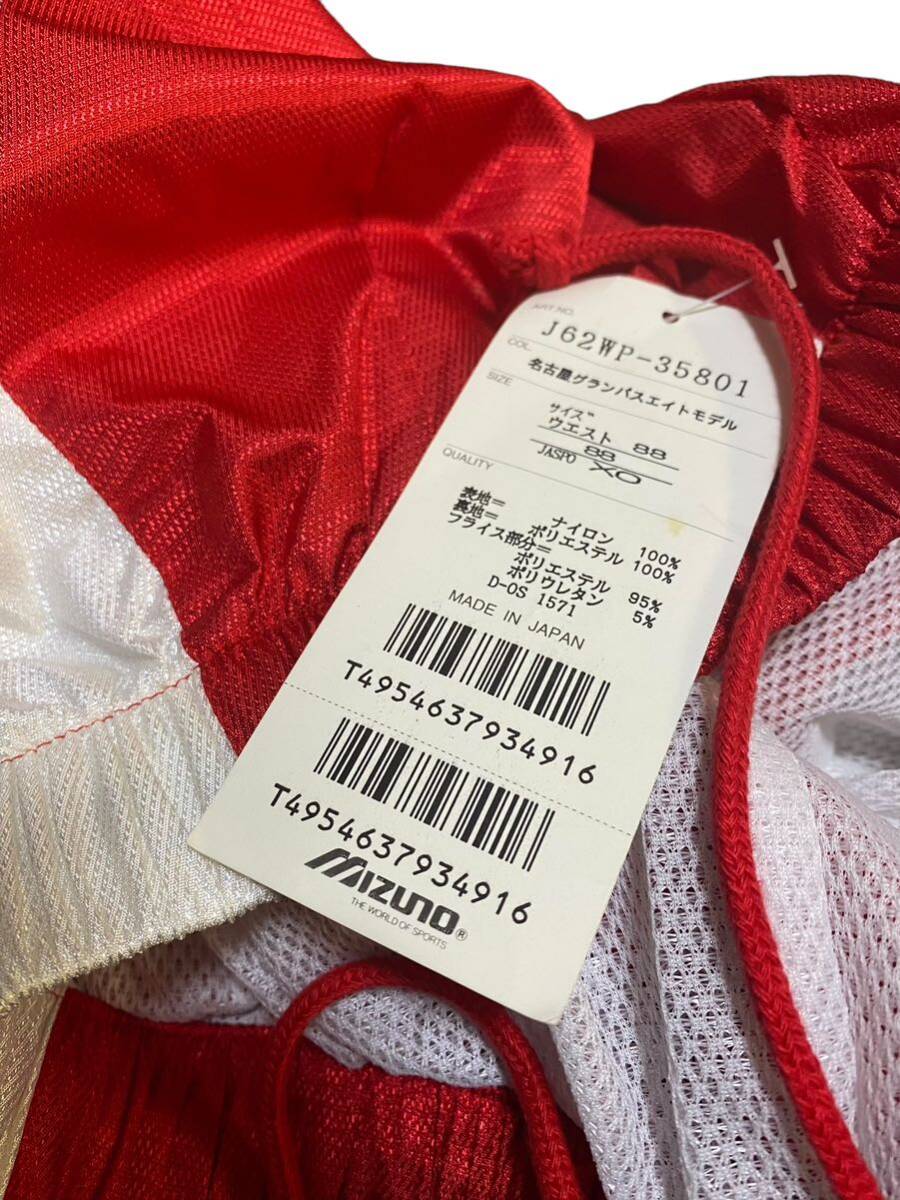 ART.NO.
J62WP-35801
COL.
名古屋グランパスエイトモデル
SIZE
サイズ
ウエスト 88
88
JASPO XO
QUALITY
表地= ナイロン 100%
裏地= ポリエステル 100%
フライス部分=
ポリエステル 95%
ポリウレタン 5%
D-OS 1571
MADE IN JAPAN
T4954637934916
T4954637934916
MIZUNO®
THE WORLD OF SPORTS